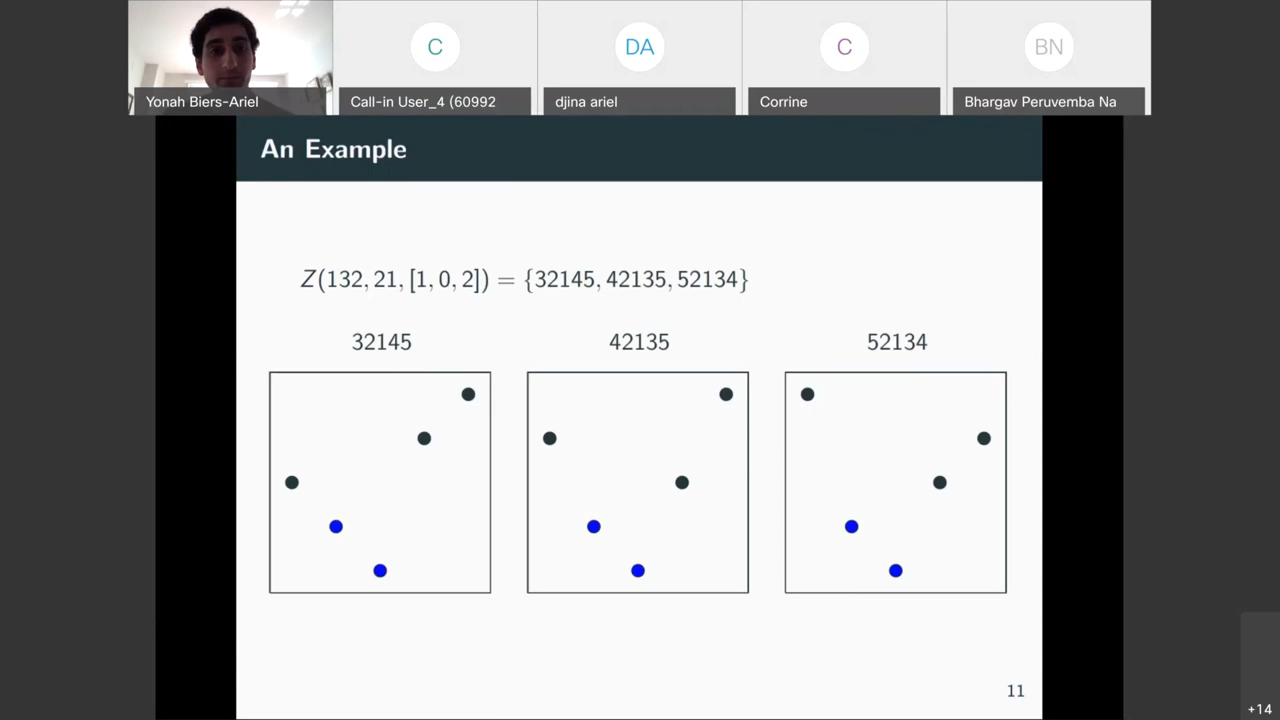 C
DA
C
BN
Yonah Biers-Ariel
Call-in User_4 (60992
djina ariel
Corrine
Bhargav Peruvemba Na
An Example
Z(132, 21, [1, 0, 2]) = {32145, 42135, 52134}
32145
42135
52134
11
+14